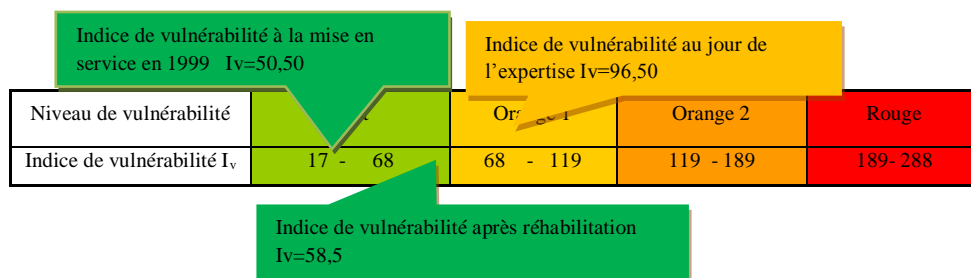 Indice de vulnérabilité à la mise en
service en 1999 Iv=50,50
Indice de vulnérabilité au jour de
l’expertise Iv=96,50
Niveau de vulnérabilité Orange 1 Orange 2 Rouge
Indice de vulnérabilité Iv 17 - 68 68 - 119 119 - 189 189- 288
Indice de vulnérabilité après réhabilitation
Iv=58,5